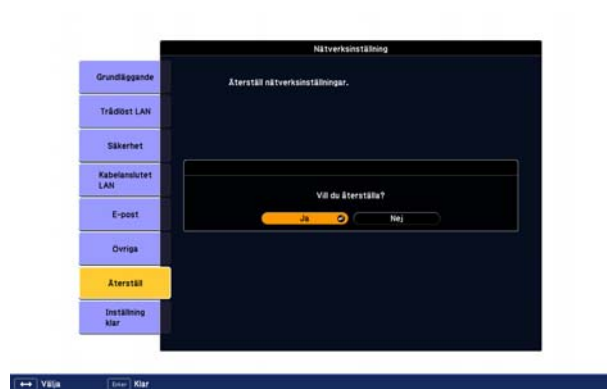 Nätverksinställning
Grundläggande
Återställ nätverksinställningar.
Trådlöst LAN
Säkerhet
Kabelanslutet
LAN
Vill du återställa?
Ja Nej
E-post
Övriga
Återställ
Inställning
klar
Välja Enter Klar